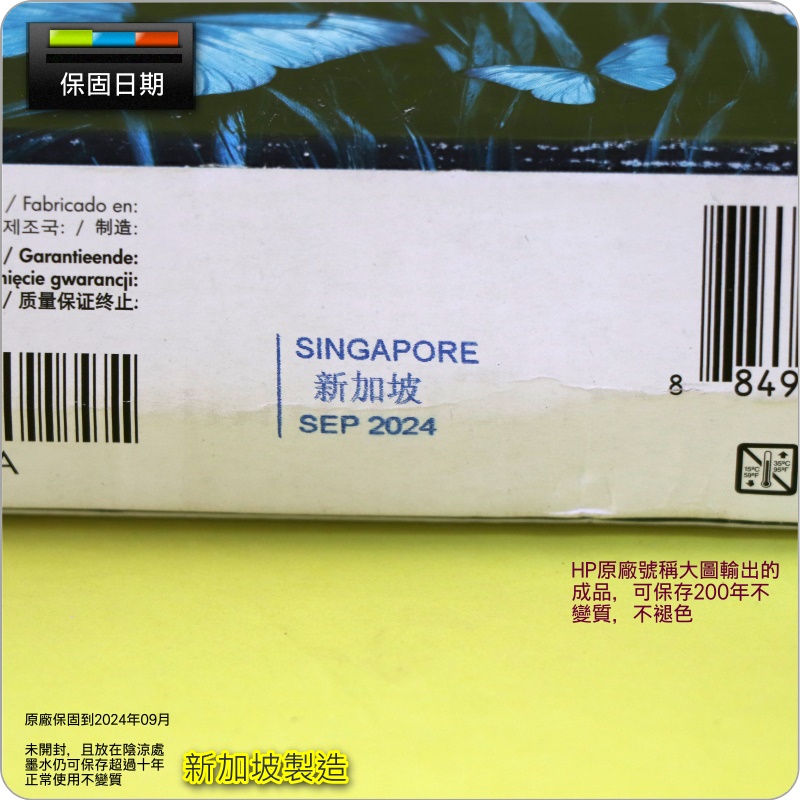 保固日期
/ Fabricado en:
제조국: / 制造:
/ Garantieende:
gwarancji:
/ 质量保证终止:
SINGAPORE
新加坡
SEP 2024
8 849
A
15°C
59°F
35°C
95°F
HP原廠號稱大圖輸出的
成品，可保存200年不
變質，不褪色
原廠保固到2024年09月
未開封，且放在陰涼處
墨水仍可保存超過十年
正常使用不變質
新加坡製造